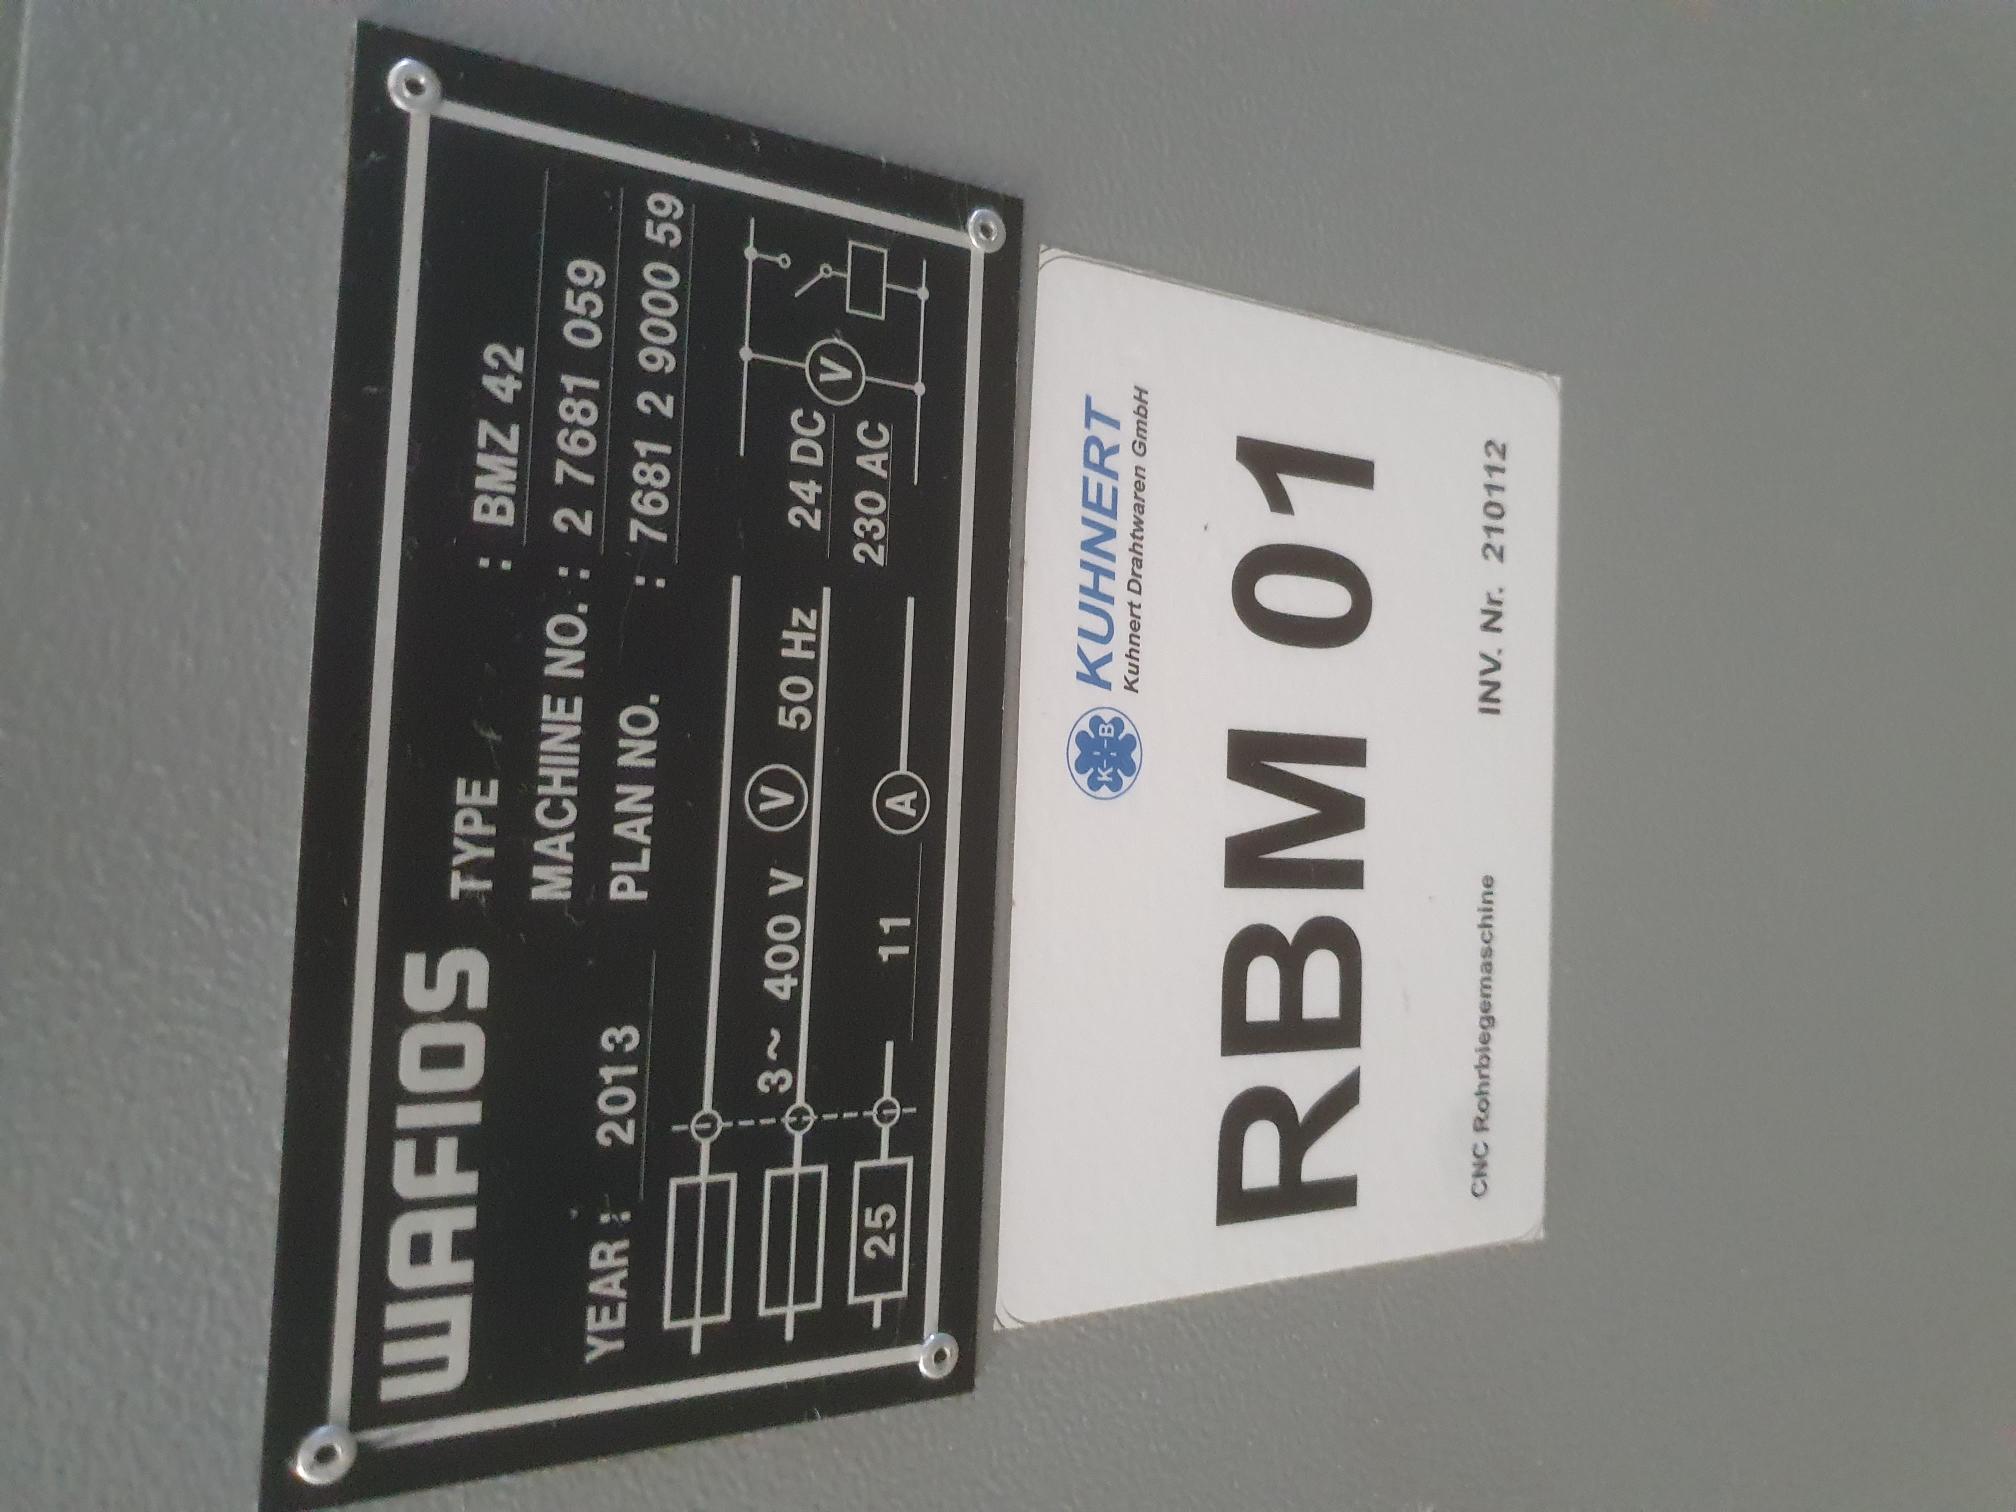 WAFIOS TYPE : BMZ 42
MACHINE NO. : 2 7681 059
YEAR : 2013 PLAN NO. : 7681 2 9000 59
3~ 400 V V 50 Hz 24 DC V
230 AC
25 11 A
K-H-B KUHNERT
Kuhnert Drahtwaren GmbH
RBM 01
CNC Rohrbiegemaschine INV. Nr. 210112